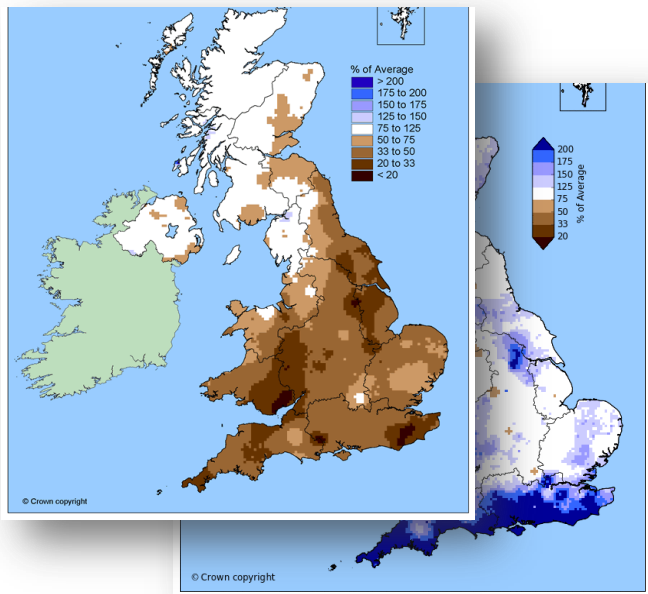 % of Average
> 200
175 to 200
150 to 175
125 to 150
75 to 125
50 to 75
33 to 50
20 to 33
< 20
© Crown copyright
200
175
150
125
75
50
33
20
% of Average
© Crown copyright